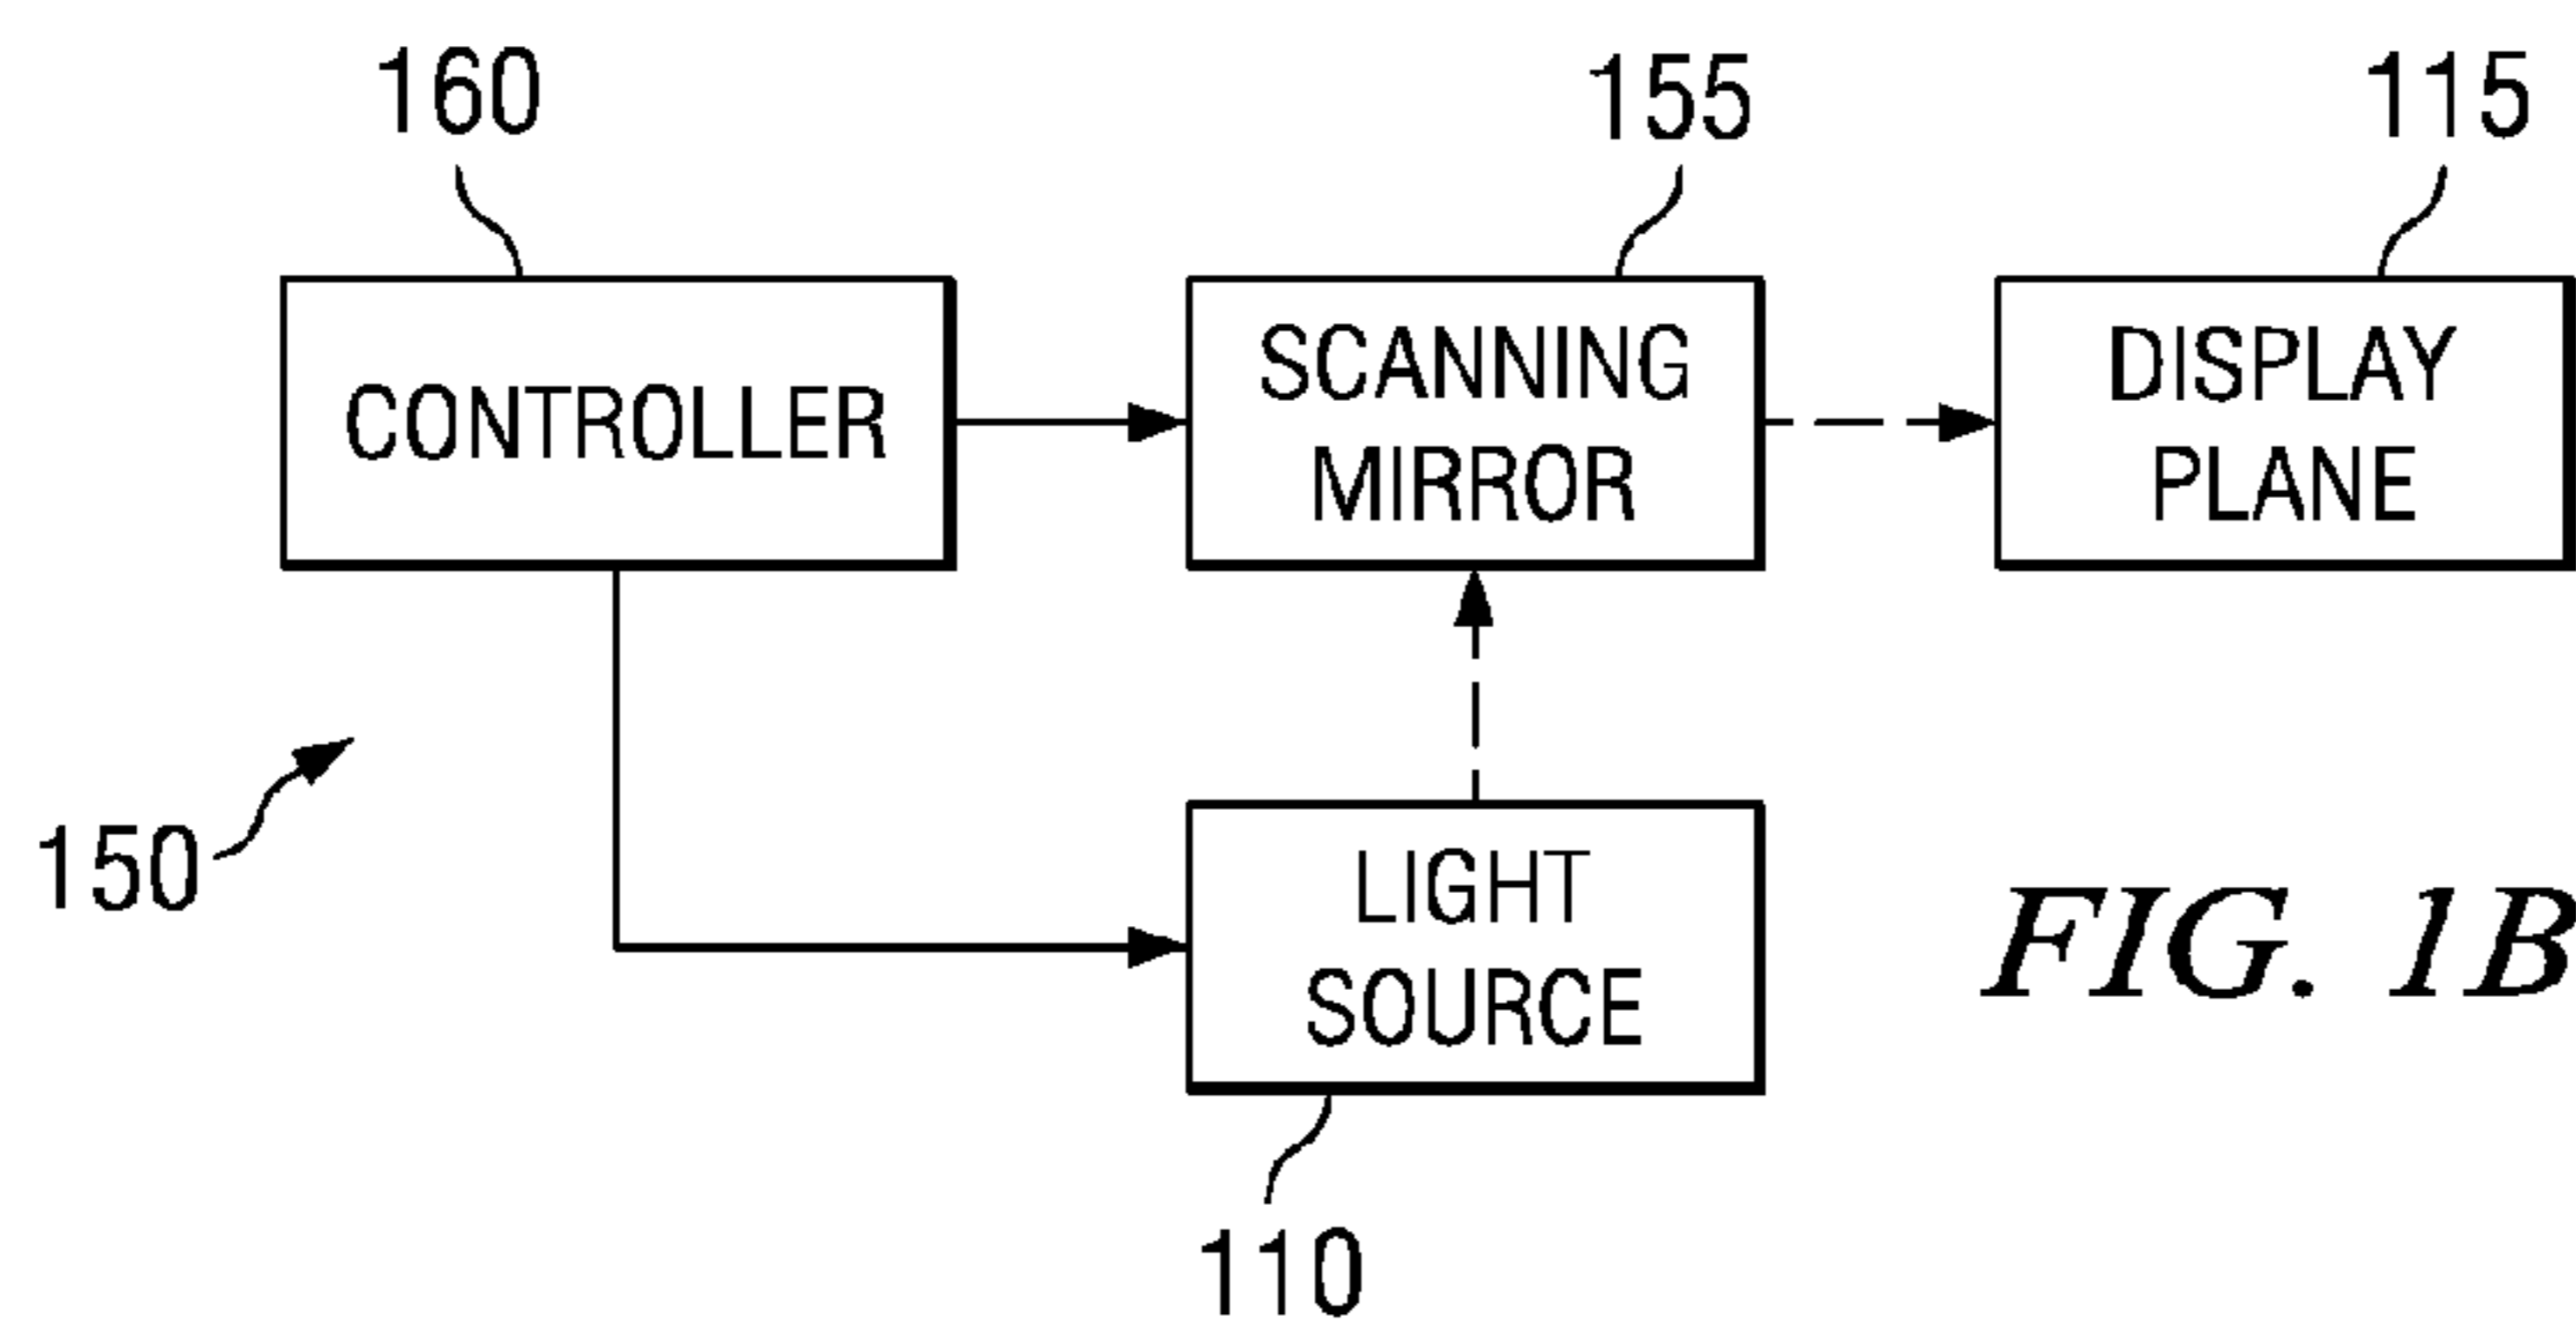 160
155
115
CONTROLLER
SCANNING
MIRROR
DISPLAY
PLANE
150
LIGHT
SOURCE
FIG. 1B
110